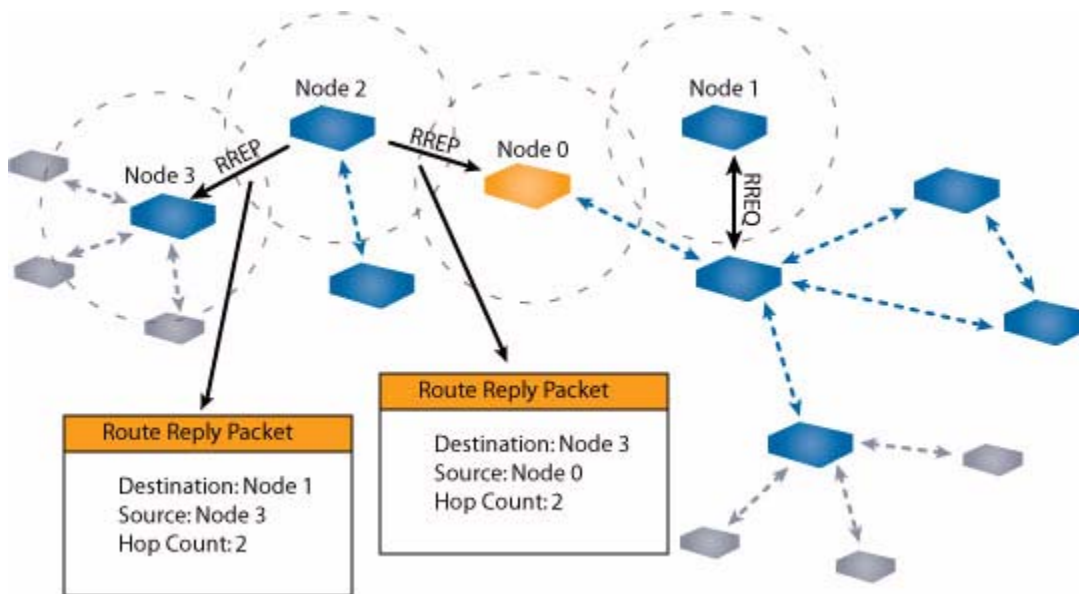 Node 2
Node 1
RREP
RREP
Node 0
Node 3
RREQ
Route Reply Packet
Destination: Node 3
Source: Node 0
Hop Count: 2
Route Reply Packet
Destination: Node 1
Source: Node 3
Hop Count: 2